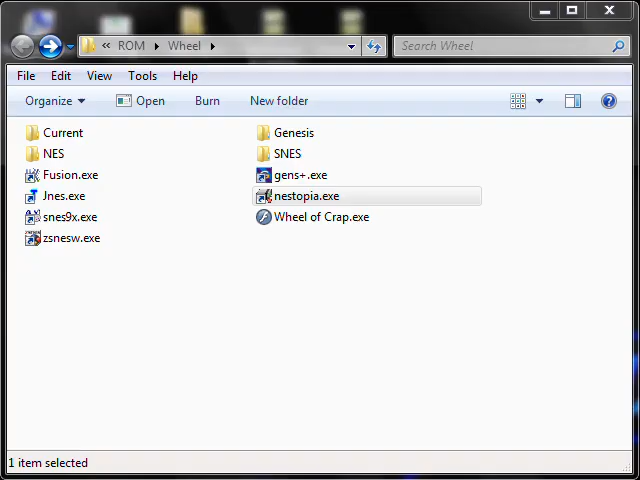 « ROM ▸ Wheel ▸
Search Wheel
File Edit View Tools Help
Organize Open Burn New folder
Current Genesis
NES SNES
Fusion.exe gens+.exe
Jnes.exe nestopia.exe
snes9x.exe Wheel of Crap.exe
zsnesw.exe
1 item selected